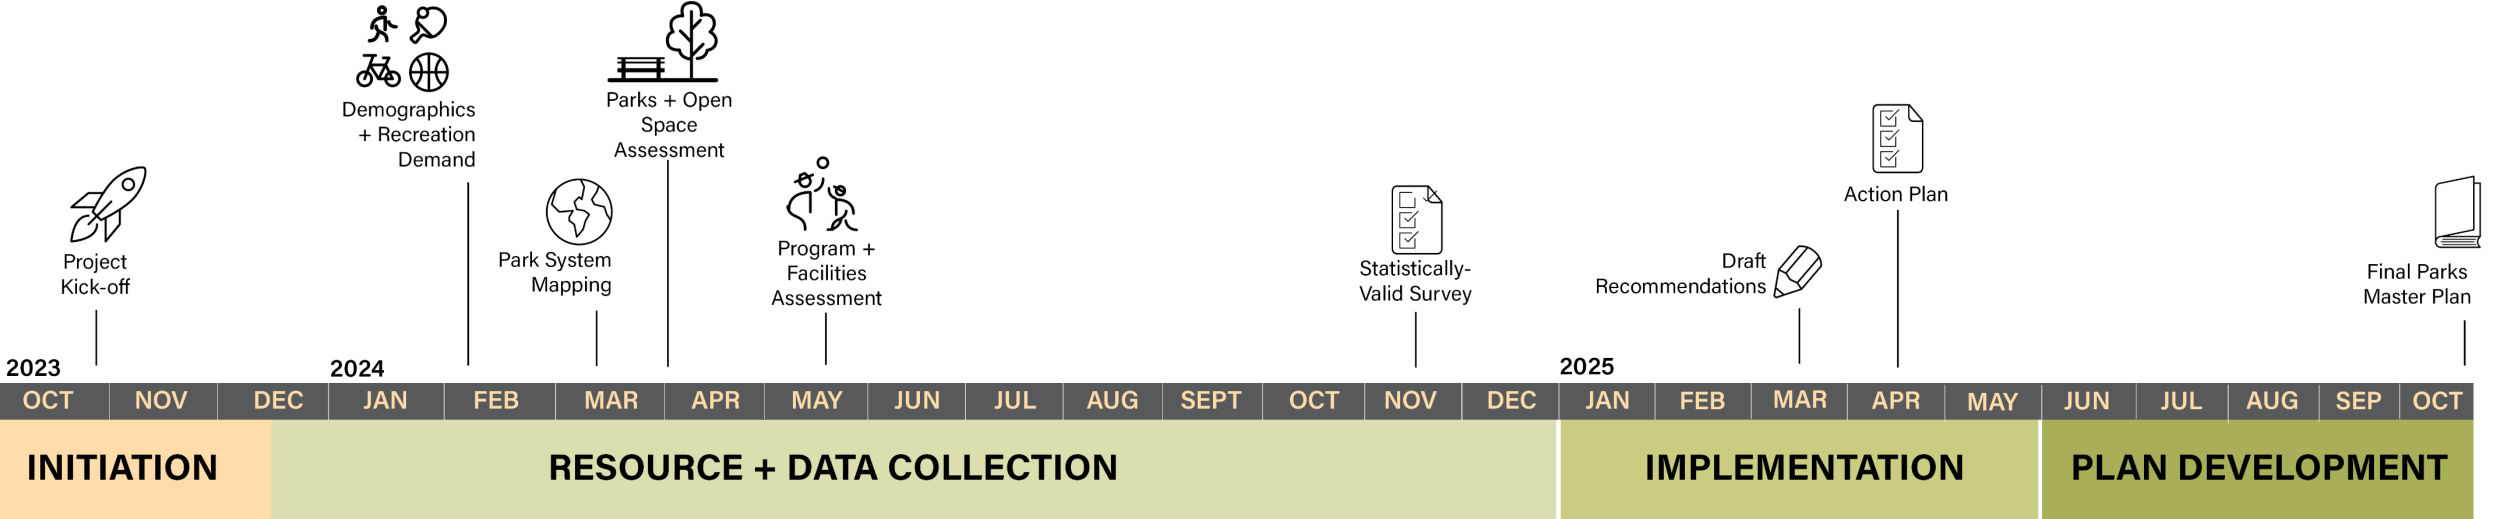 Demographics
+ Recreation
Demand
Parks + Open
Space
Assessment
Project
Kick-off
Park System
Mapping
Program +
Facilities
Assessment
Statistically-
Valid Survey
Draft
Recommendations
Action Plan
Final Parks
Master Plan
2023
2024
2025
OCT NOV DEC JAN FEB MAR APR MAY JUN JUL AUG SEPT OCT NOV DEC JAN FEB MAR APR MAY JUN JUL AUG SEP OCT
INITIATION RESOURCE + DATA COLLECTION IMPLEMENTATION PLAN DEVELOPMENT